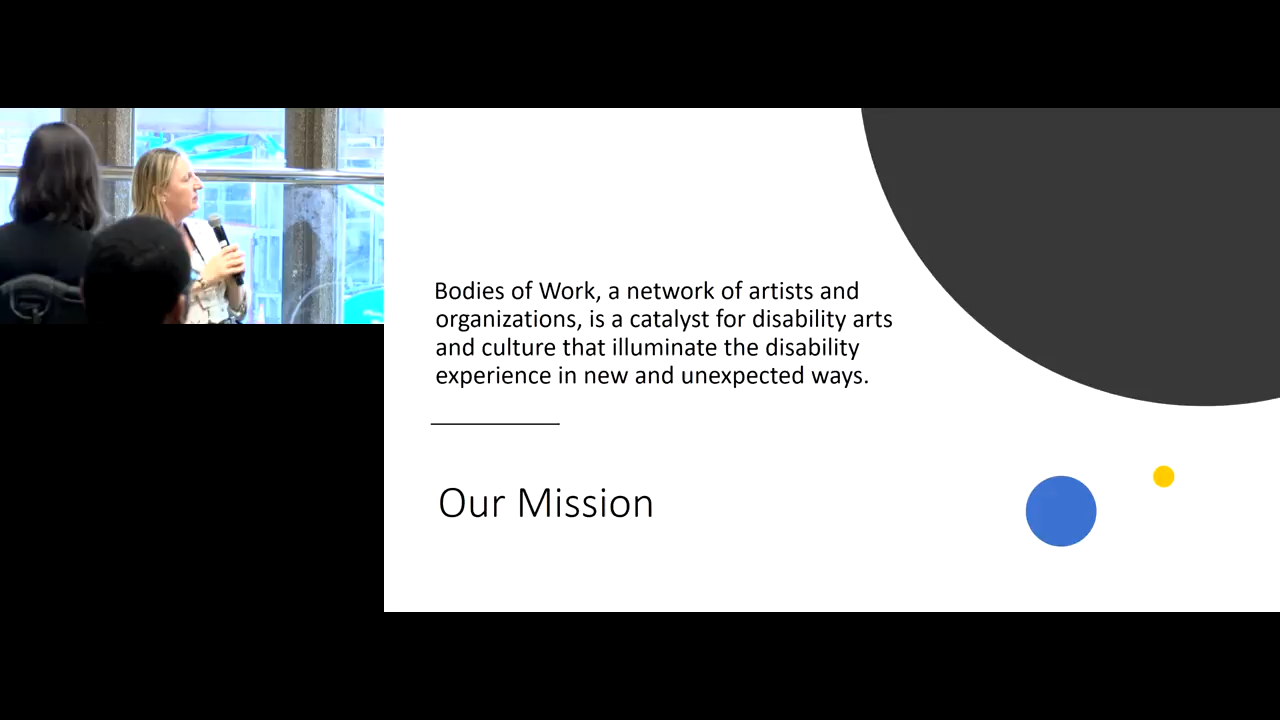 Bodies of Work, a network of artists and
organizations, is a catalyst for disability arts
and culture that illuminate the disability
experience in new and unexpected ways.
Our Mission